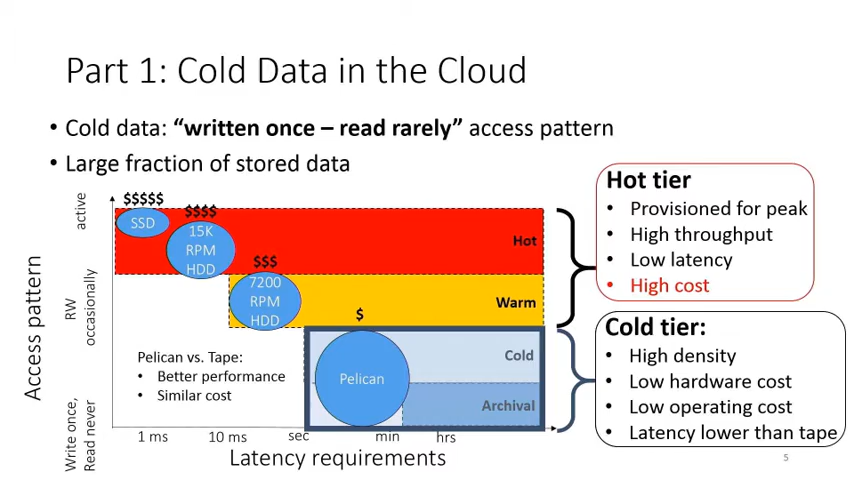 Part 1: Cold Data in the Cloud
• Cold data: “written once – read rarely” access pattern
• Large fraction of stored data
Hot tier
• Provisioned for peak
• High throughput
• Low latency
• High cost
Cold tier:
• High density
• Low hardware cost
• Low operating cost
• Latency lower than tape
Access pattern
active
RW
occasionally
Write once,
Read never
$$$$$
SSD
$$$$
15K
RPM
HDD
Hot
$$$
7200
RPM
HDD
Warm
$
Pelican
Cold
Archival
Pelican vs. Tape:
• Better performance
• Similar cost
1 ms
10 ms
sec
min
hrs
Latency requirements
5